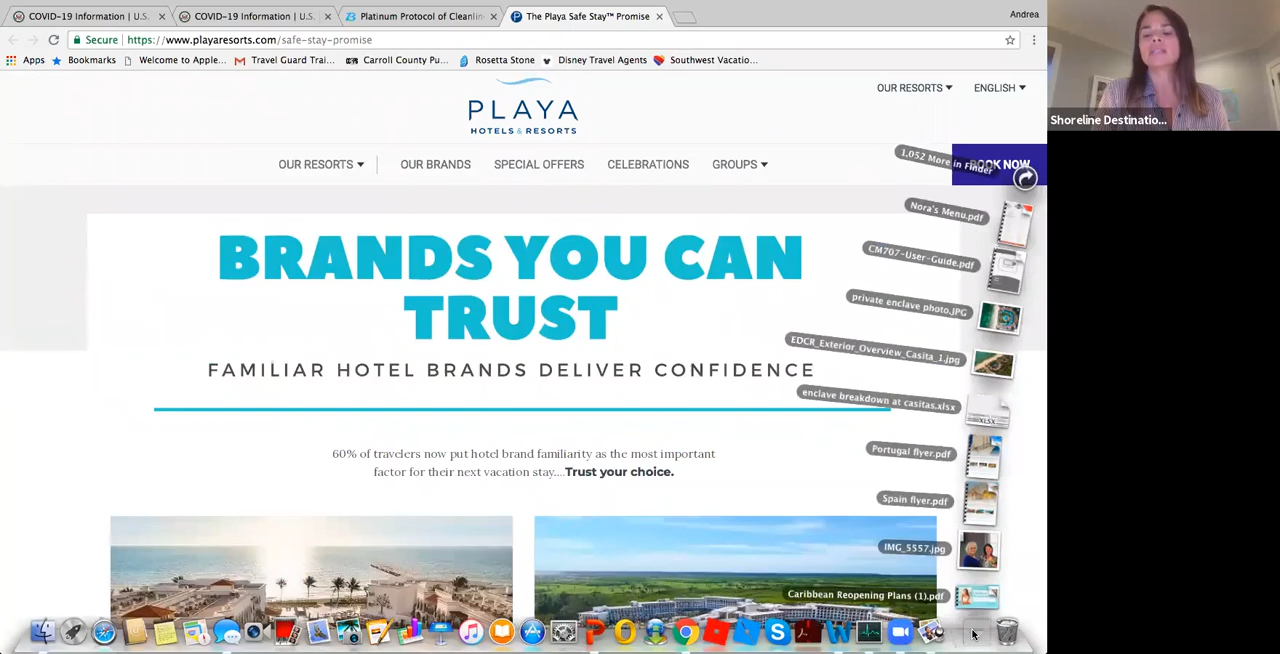 COVID-19 Information | U.S.
COVID-19 Information | U.S.
Platinum Protocol of Cleanlin
The Playa Safe Stay™ Promise
Andrea
Secure
https://www.playaresorts.com/safe-stay-promise
Apps
Bookmarks
Welcome to Apple...
Travel Guard Trai...
Carroll County Pu...
Rosetta Stone
Disney Travel Agents
Southwest Vacatio...
Shoreline Destinatio...
PLAYA
HOTELS & RESORTS
OUR RESORTS
ENGLISH
OUR RESORTS
OUR BRANDS
SPECIAL OFFERS
CELEBRATIONS
GROUPS
BOOK NOW
1,052 More in Finder
Nora's Menu.pdf
CM707-User-Guide.pdf
private enclave photo.JPG
EDCR_Exterior_Overview_Casita_1.jpg
enclave breakdown at casitas.xlsx
XLSX
Portugal flyer.pdf
Spain flyer.pdf
IMG_5557.jpg
Caribbean Reopening Plans (1).pdf
BRANDS YOU CAN
TRUST
FAMILIAR HOTEL BRANDS DELIVER CONFIDENCE
60% of travelers now put hotel brand familiarity as the most important
factor for their next vacation stay....Trust your choice.